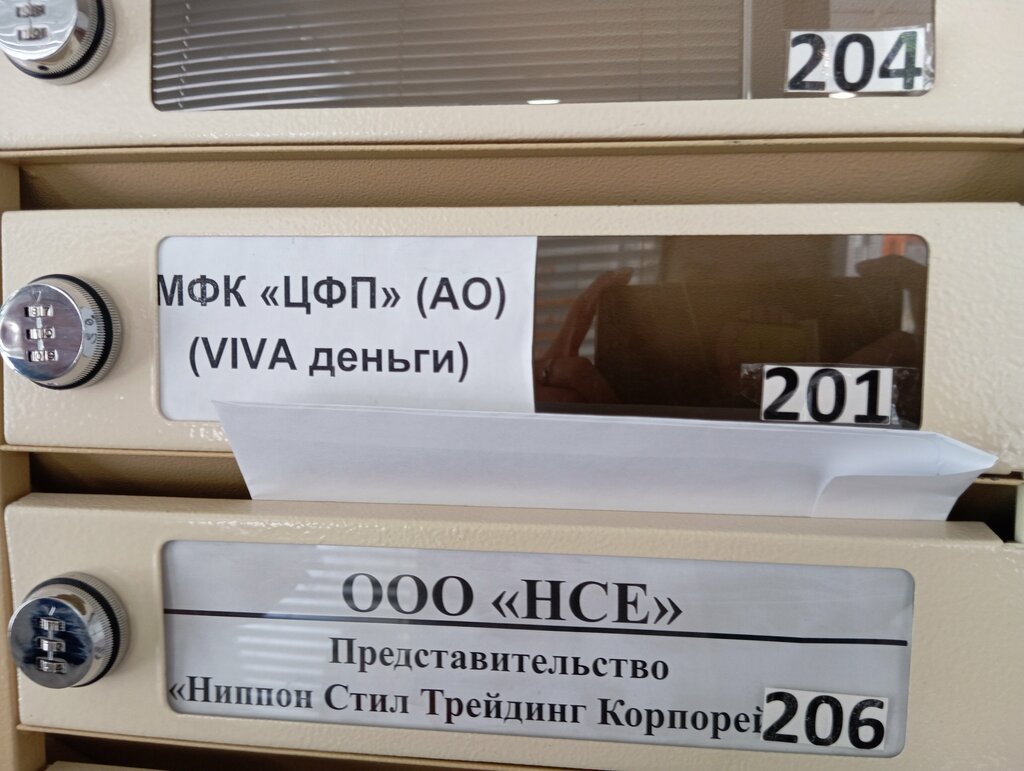 204
МФК «ЦФП» (АО)
(VIVA деньги)
201
ООО «НСЕ»
Представительство
«Ниппон Стил Трейдинг Корпорей
206